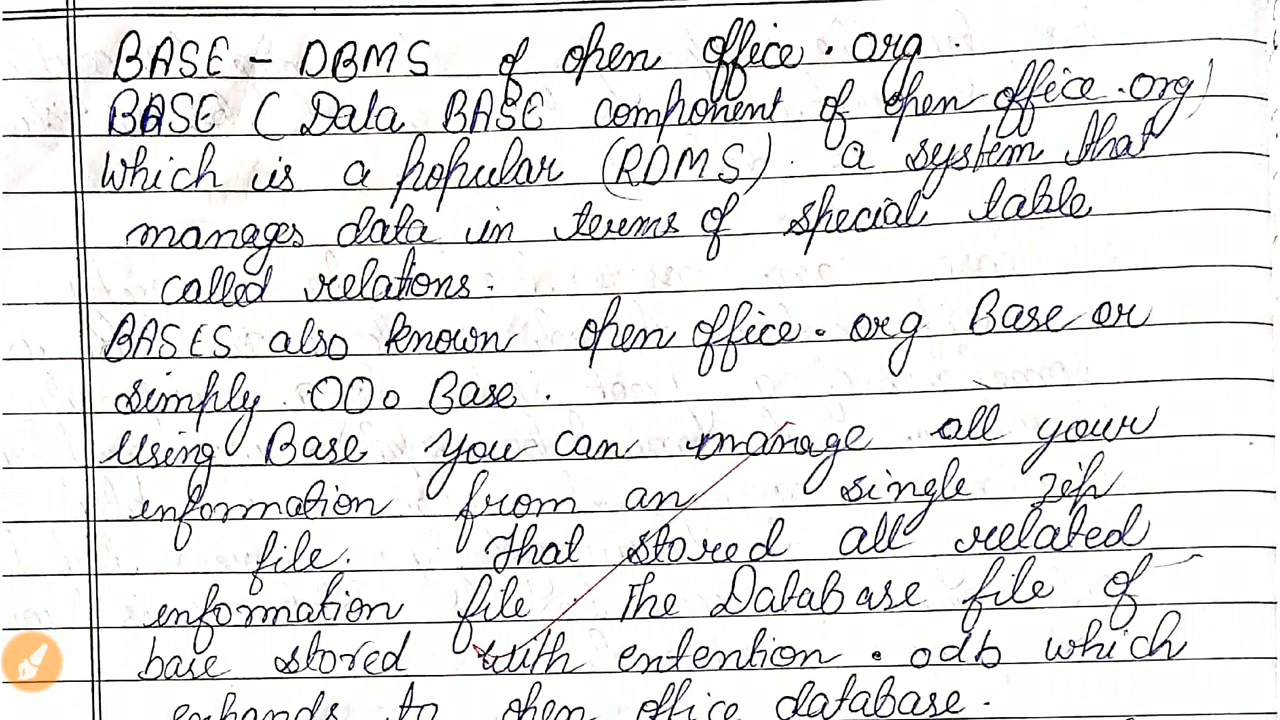 BASE - DBMS of open office.org.
BASE (Data BASE component of open office.org)
which is a popular (RDMS). a system that
manages data in terms of special table
called relations.
BASES also known open office.org Base or
simply OOo Base.
Using Base you can manage all your
information from an single zip
file. That stored all related
information file. The Database file of
base stored with extention .odb which
expands to open office database.